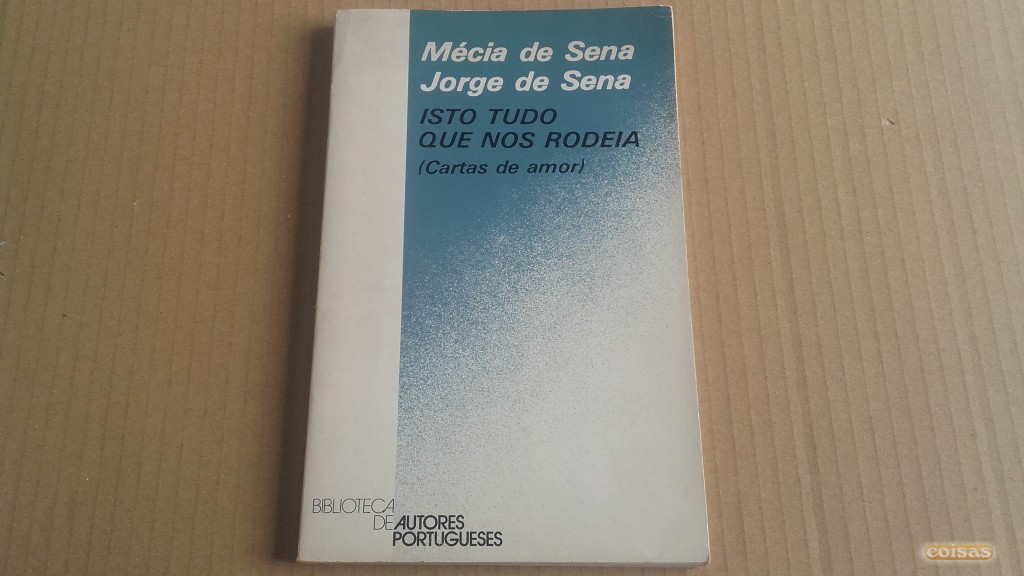 Mécia de Sena
Jorge de Sena
ISTO TUDO
QUE NOS RODEIA
(Cartas de amor)
BIBLIOTECA
DE AUTORES
PORTUGUESES
coisas